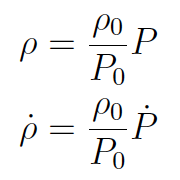 ρ = ρ₀/P₀ P
ρ̇ = ρ₀/P₀ Ṗ